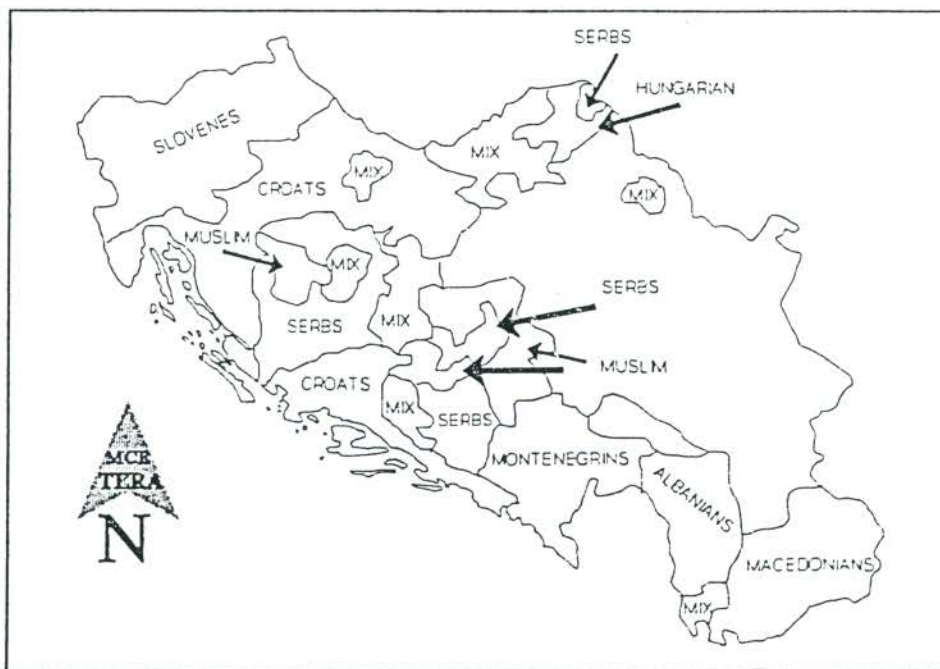 SERBS
HUNGARIAN
SLOVENES
MIX
CROATS
MIX
MIX
MUSLIM
MIX
SERBS
SERBS
MIX
MUSLIM
CROATS
MIX
SERBS
MONTENEGRINS
ALBANIANS
MCE
TERA
N
MACEDONIANS
MIX